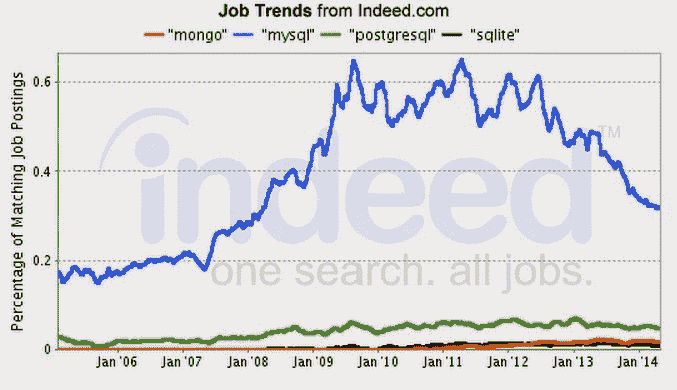 Job Trends from Indeed.com
"mongo" "mysql" "postgresql" "sqlite"
Percentage of Matching Job Postings
0.6
0.4
0.2
0
indeed
TM
one search. all jobs.
Jan'06 Jan'07 Jan'08 Jan'09 Jan'10 Jan'11 Jan'12 Jan'13 Jan'14